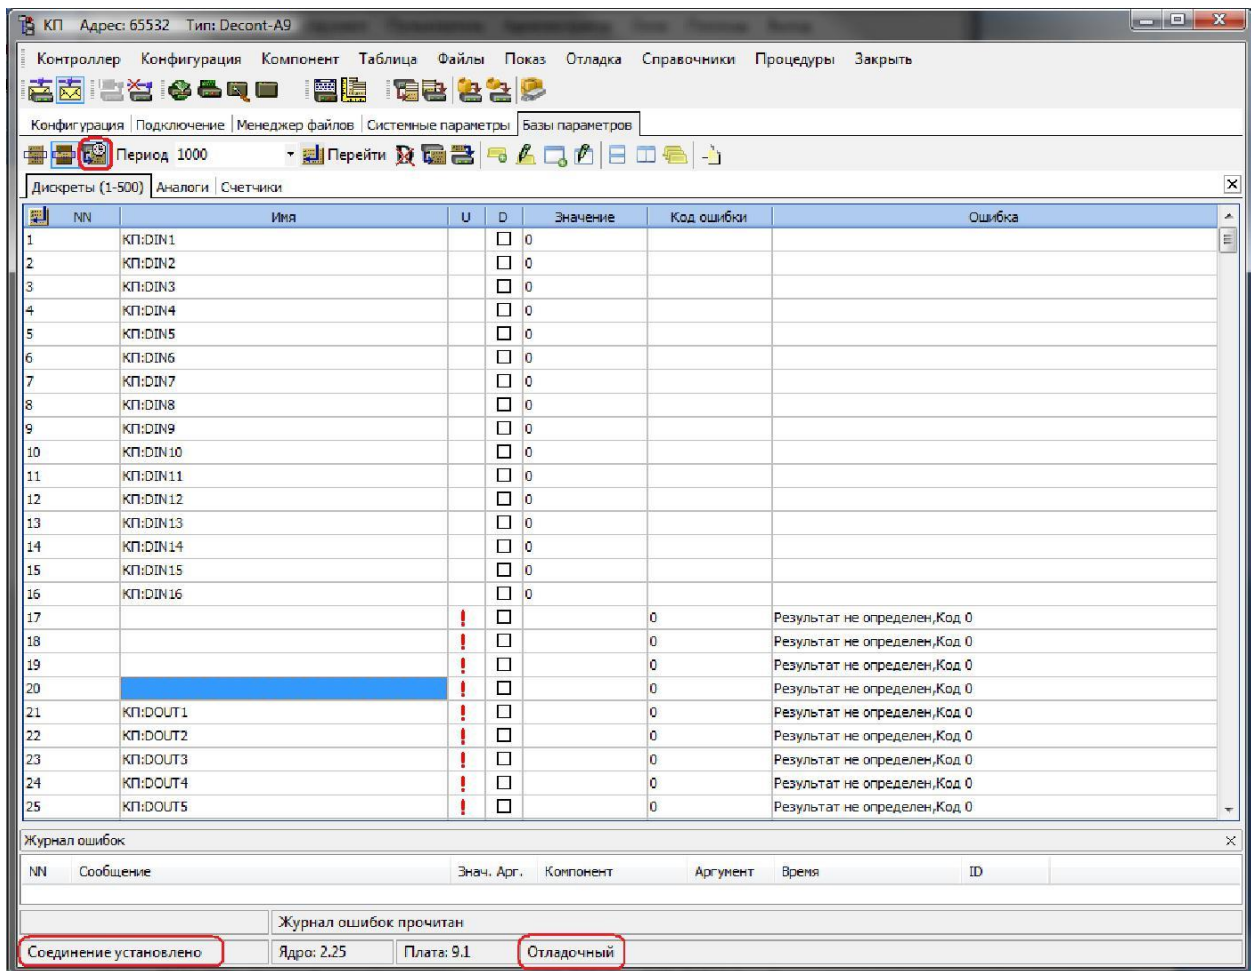 КП Адрес: 65532 Тип: Decont-A9
Контроллер Конфигурация Компонент Таблица Файлы Показ Отладка Справочники Процедуры Закрыть
Конфигурация Подключение Менеджер файлов Системные параметры Базы параметров
Период 1000 Перейти
Дискреты (1-500) Аналоги Счетчики
NN Имя U D Значение Код ошибки Ошибка
1 КП:DIN1 0
2 КП:DIN2 0
3 КП:DIN3 0
4 КП:DIN4 0
5 КП:DIN5 0
6 КП:DIN6 0
7 КП:DIN7 0
8 КП:DIN8 0
9 КП:DIN9 0
10 КП:DIN10 0
11 КП:DIN11 0
12 КП:DIN12 0
13 КП:DIN13 0
14 КП:DIN14 0
15 КП:DIN15 0
16 КП:DIN16 0
17 ! 0 Результат не определен,Код 0
18 ! 0 Результат не определен,Код 0
19 ! 0 Результат не определен,Код 0
20 ! 0 Результат не определен,Код 0
21 КП:DOUT1 ! 0 Результат не определен,Код 0
22 КП:DOUT2 ! 0 Результат не определен,Код 0
23 КП:DOUT3 ! 0 Результат не определен,Код 0
24 КП:DOUT4 ! 0 Результат не определен,Код 0
25 КП:DOUT5 ! 0 Результат не определен,Код 0
Журнал ошибок
NN Сообщение Знач. Арг. Компонент Аргумент Время ID
Журнал ошибок прочитан
Соединение установлено Ядро: 2.25 Плата: 9.1 Отладочный